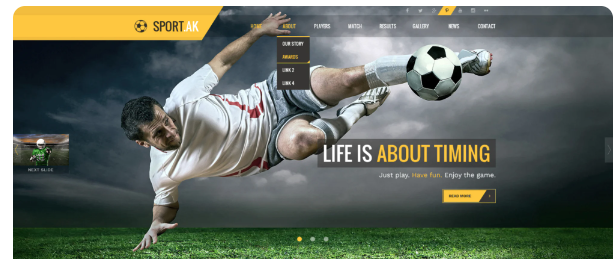 SPORT.AK
HOME ABOUT PLAYERS MATCH RESULTS GALLERY NEWS CONTACT
OUR STORY
AWARDS
LINK 2
LINK 4
NEXT SLIDE
LIFE IS ABOUT TIMING
Just play. Have fun. Enjoy the game.
READ MORE